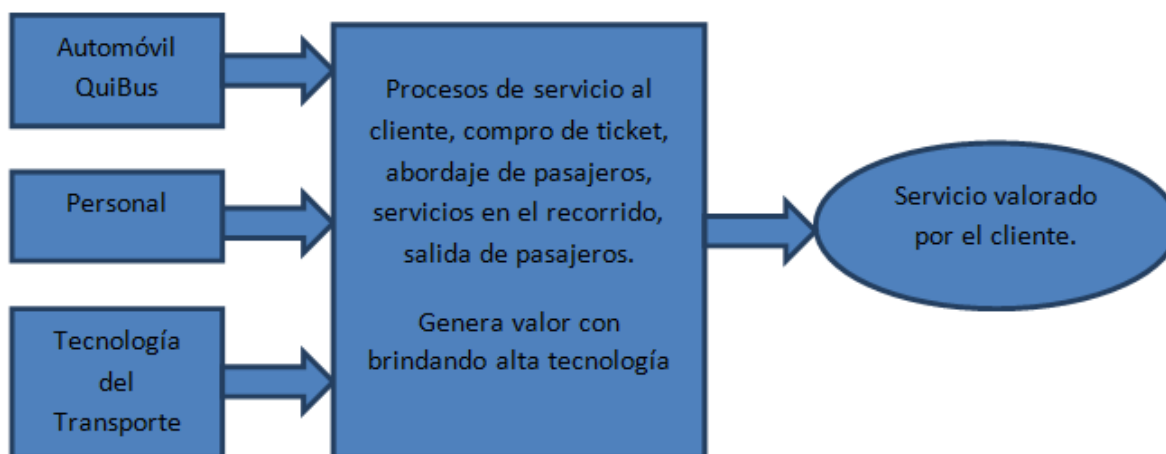 Automóvil
QuiBus
Personal
Tecnología
del
Transporte
Procesos de servicio al
cliente, compro de ticket,
abordaje de pasajeros,
servicios en el recorrido,
salida de pasajeros.
Genera valor con
brindando alta tecnología
Servicio valorado
por el cliente.